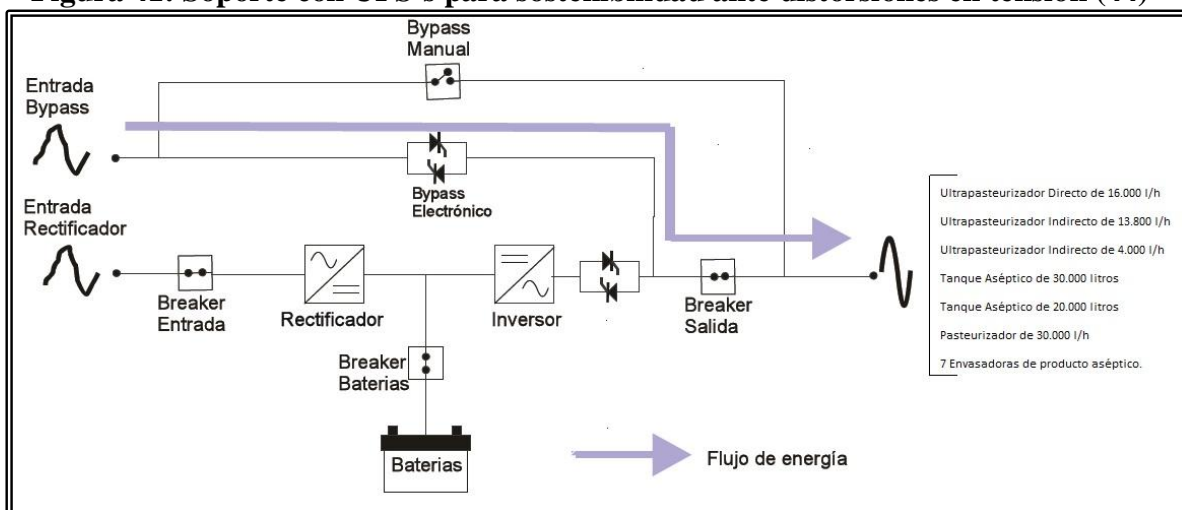 Bypass
Manual
Entrada
Bypass
Bypass
Electrónico
Entrada
Rectificador
Breaker
Entrada
Rectificador
Inversor
Breaker
Salida
Breaker
Baterias
Baterias
Flujo de energía
Ultrapasteurizador Directo de 16.000 l/h
Ultrapasteurizador Indirecto de 13.800 l/h
Ultrapasteurizador Indirecto de 4.000 l/h
Tanque Aséptico de 30.000 litros
Tanque Aséptico de 20.000 litros
Pasteurizador de 30.000 l/h
7 Envasadoras de producto aséptico.